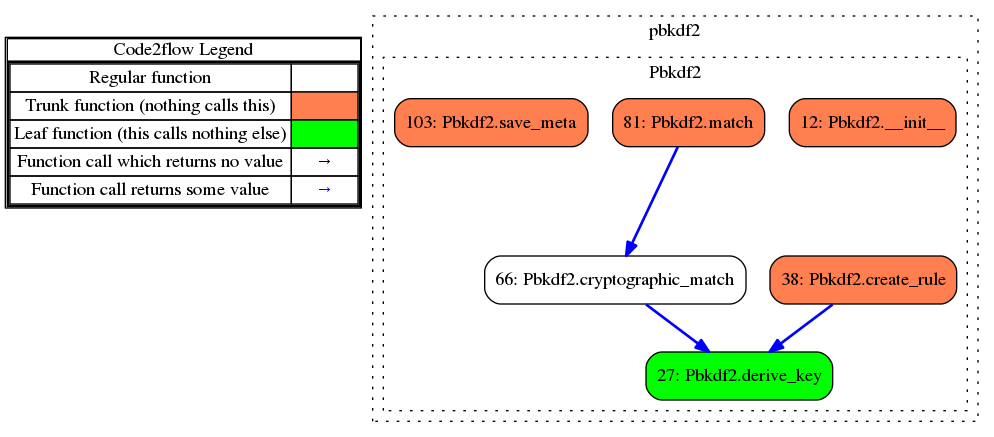 Code2flow Legend
Regular function
Trunk function (nothing calls this)
Leaf function (this calls nothing else)
Function call which returns no value →
Function call returns some value →
pbkdf2
Pbkdf2
103: Pbkdf2.save_meta
81: Pbkdf2.match
12: Pbkdf2.__init__
66: Pbkdf2.cryptographic_match
38: Pbkdf2.create_rule
27: Pbkdf2.derive_key